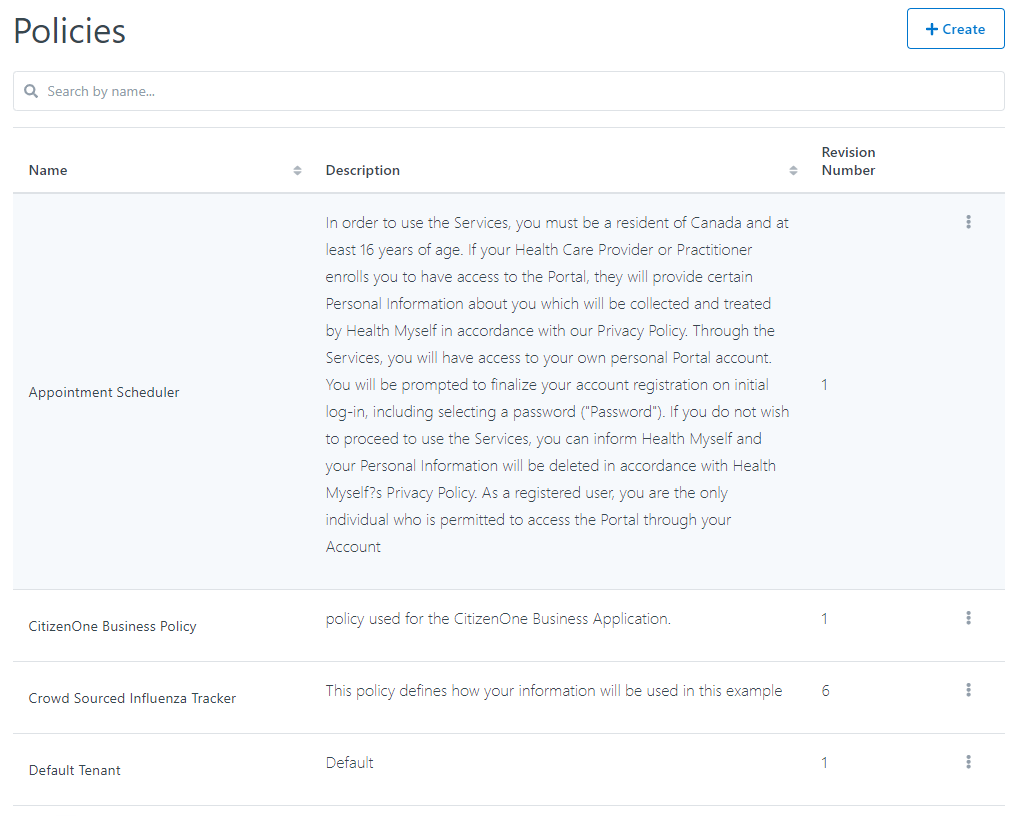 Policies
Create
Search by name...
Name
Description
Revision
Number
In order to use the Services, you must be a resident of Canada and at
least 16 years of age. If your Health Care Provider or Practitioner
enrolls you to have access to the Portal, they will provide certain
Personal Information about you which will be collected and treated
by Health Myself in accordance with our Privacy Policy. Through the
Services, you will have access to your own personal Portal account.
You will be prompted to finalize your account registration on initial
log-in, including selecting a password ("Password"). If you do not wish
to proceed to use the Services, you can inform Health Myself and
your Personal Information will be deleted in accordance with Health
Myself?s Privacy Policy. As a registered user, you are the only
individual who is permitted to access the Portal through your
Account
Appointment Scheduler
1
CitizenOne Business Policy
policy used for the CitizenOne Business Application.
1
Crowd Sourced Influenza Tracker
This policy defines how your information will be used in this example
6
Default Tenant
Default
1